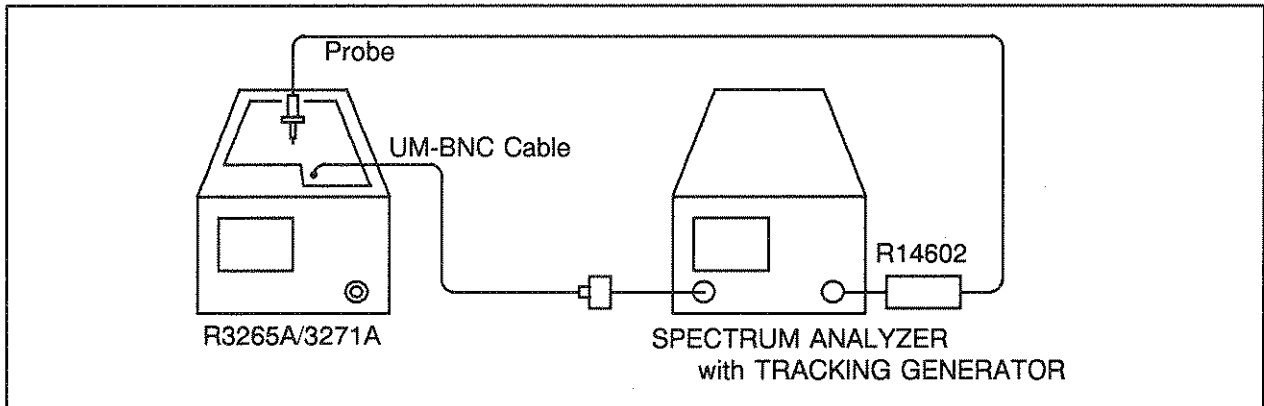 Probe
UM-BNC Cable
R14602
R3265A/3271A
SPECTRUM ANALYZER
with TRACKING GENERATOR